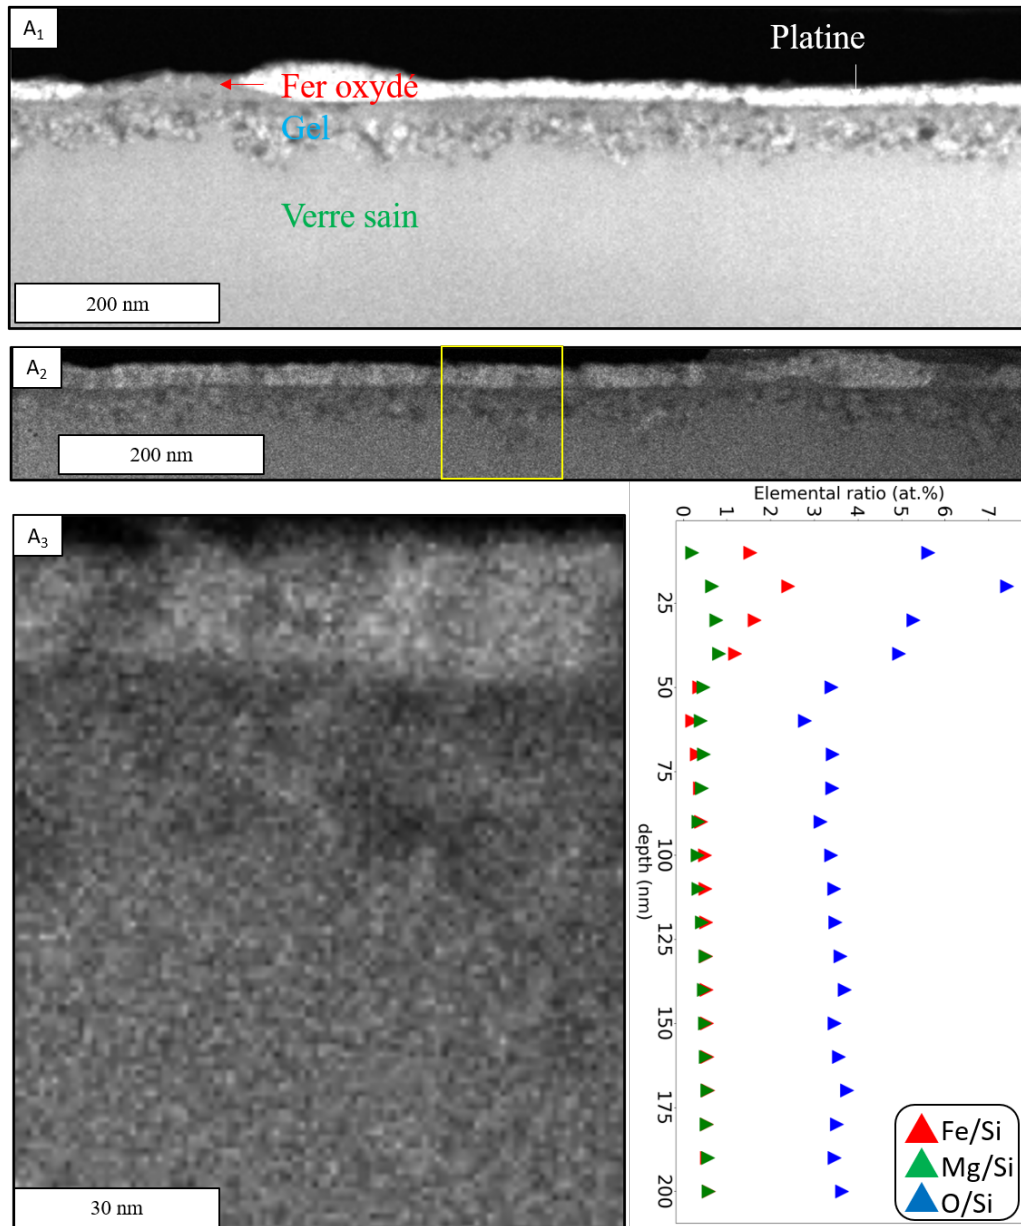 A1
Platine
Fer oxydé
Gel
Verre sain
200 nm
A2
200 nm
A3
30 nm
Elemental ratio (at.%)
0 1 2 3 4 5 6 7
25
50
75
100
125
150
175
200
depth (nm)
Fe/Si
Mg/Si
O/Si